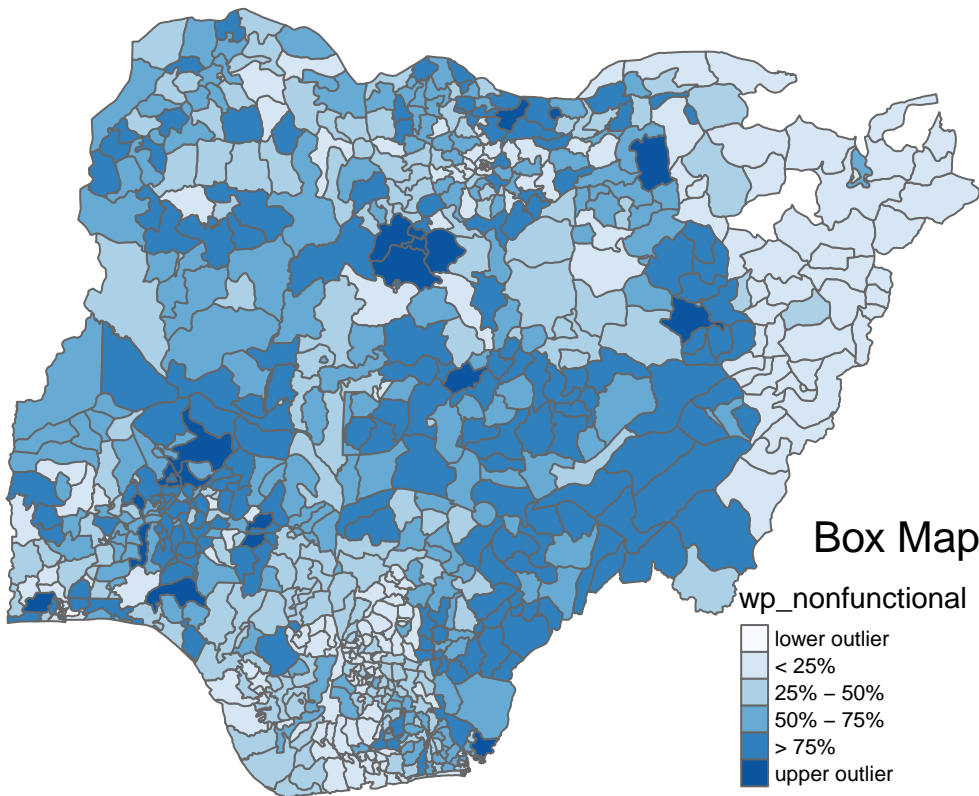 Box Map
wp_nonfunctional
lower outlier
< 25%
25% − 50%
50% − 75%
> 75%
upper outlier